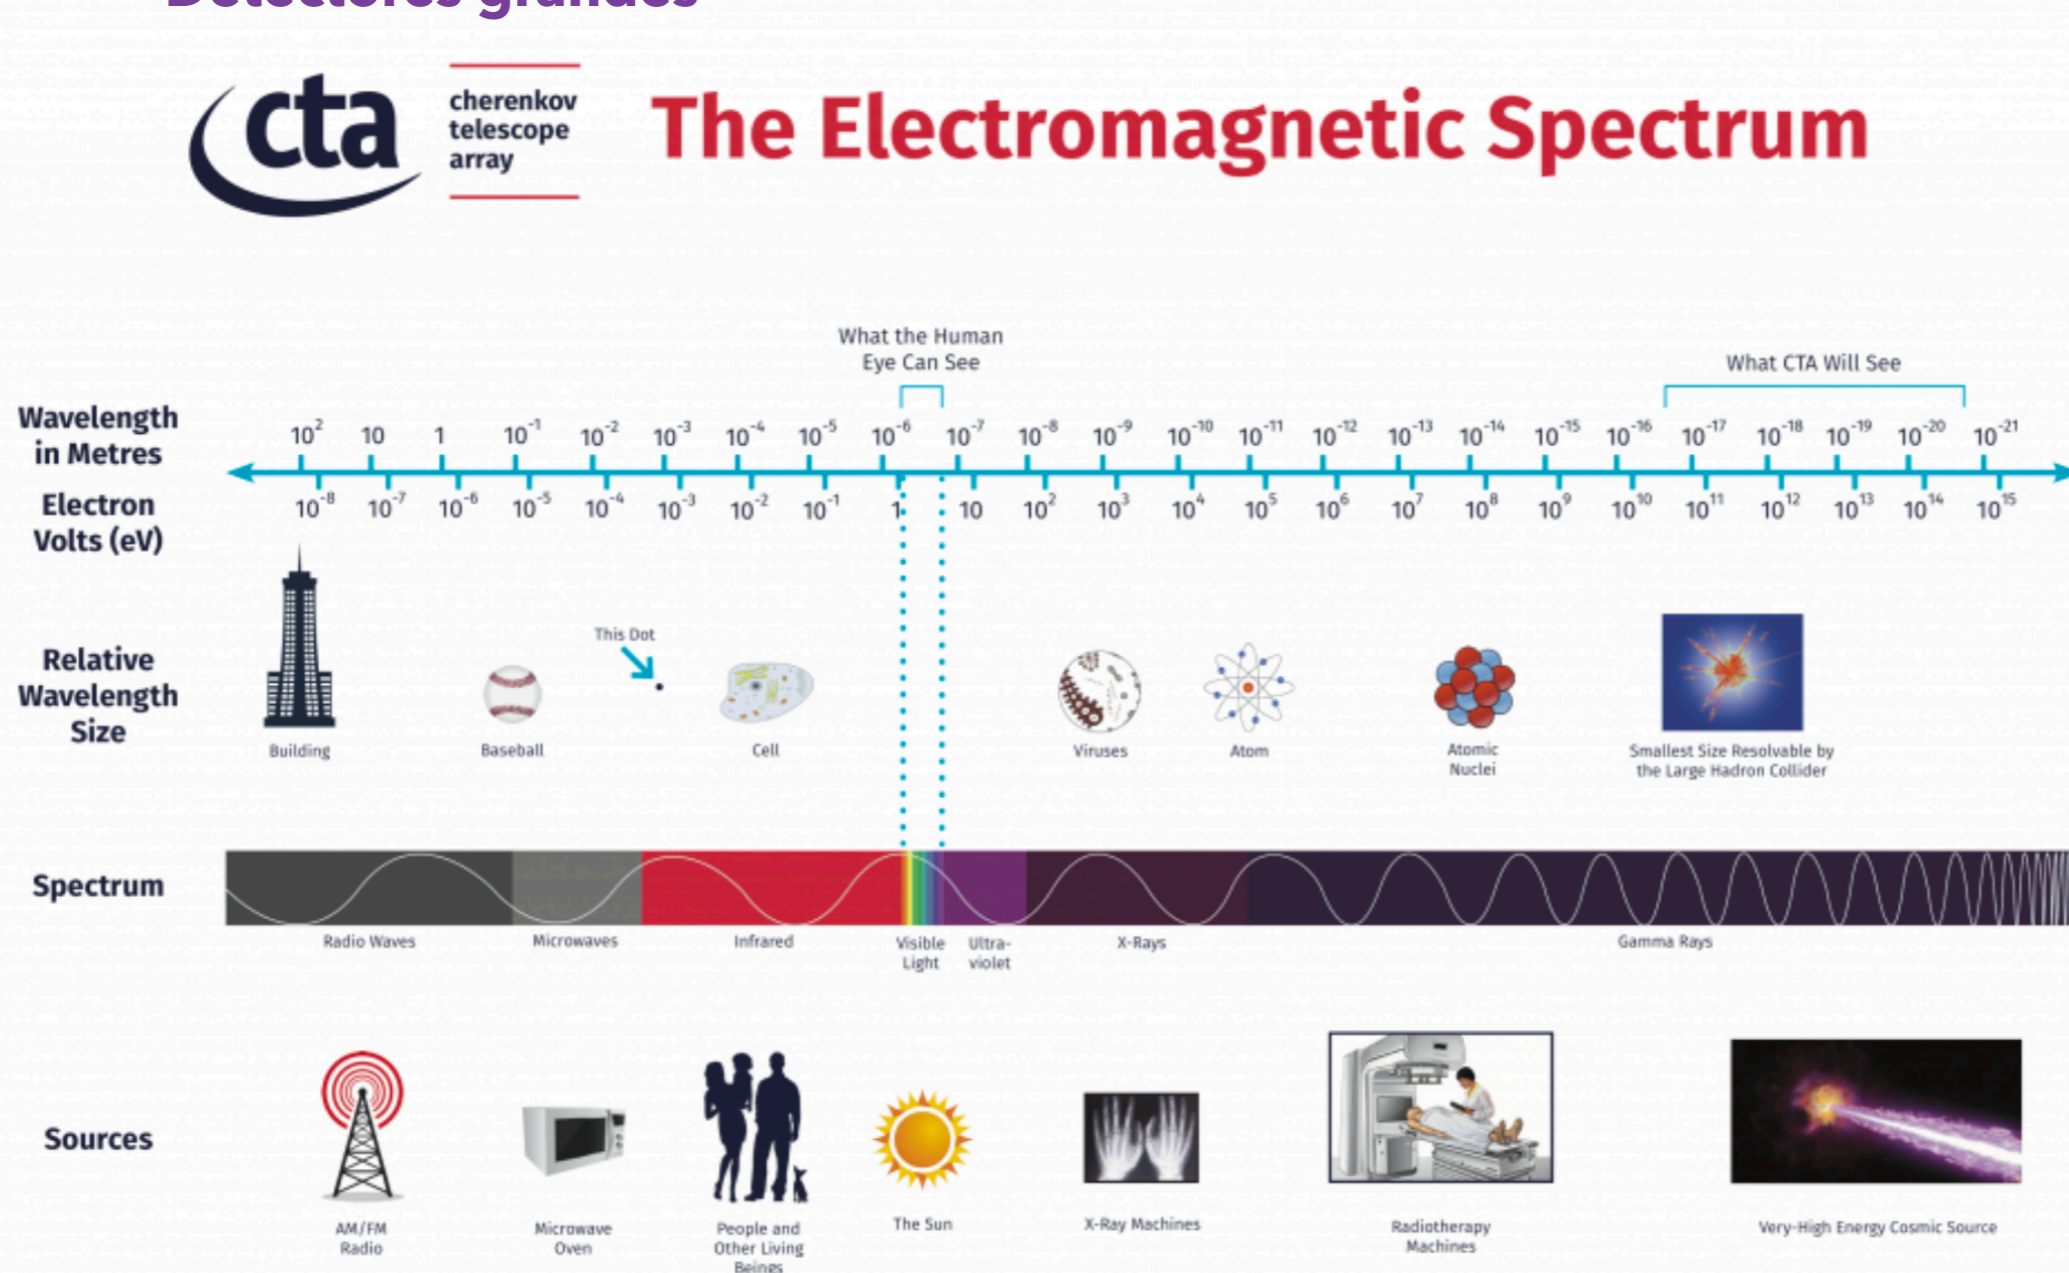 Detectores grandes
cta
cherenkov
telescope
array
The Electromagnetic Spectrum
What the Human
Eye Can See
What CTA Will See
Wavelength
in Metres
10² 10 1 10⁻¹ 10⁻² 10⁻³ 10⁻⁴ 10⁻⁵ 10⁻⁶ 10⁻⁷ 10⁻⁸ 10⁻⁹ 10⁻¹⁰ 10⁻¹¹ 10⁻¹² 10⁻¹³ 10⁻¹⁴ 10⁻¹⁵ 10⁻¹⁶ 10⁻¹⁷ 10⁻¹⁸ 10⁻¹⁹ 10⁻²⁰ 10⁻²¹
Electron
Volts (eV)
10⁻⁸ 10⁻⁷ 10⁻⁶ 10⁻⁵ 10⁻⁴ 10⁻³ 10⁻² 10⁻¹ 1 10 10² 10³ 10⁴ 10⁵ 10⁶ 10⁷ 10⁸ 10⁹ 10¹⁰ 10¹¹ 10¹² 10¹³ 10¹⁴ 10¹⁵
Relative
Wavelength
Size
This Dot
Building
Baseball
Cell
Viruses
Atom
Atomic
Nuclei
Smallest Size Resolvable by
the Large Hadron Collider
Spectrum
Radio Waves
Microwaves
Infrared
Visible
Light
Ultra-
violet
X-Rays
Gamma Rays
Sources
AM/FM
Radio
Microwave
Oven
People and
Other Living
Beings
The Sun
X-Ray Machines
Radiotherapy
Machines
Very-High Energy Cosmic Source